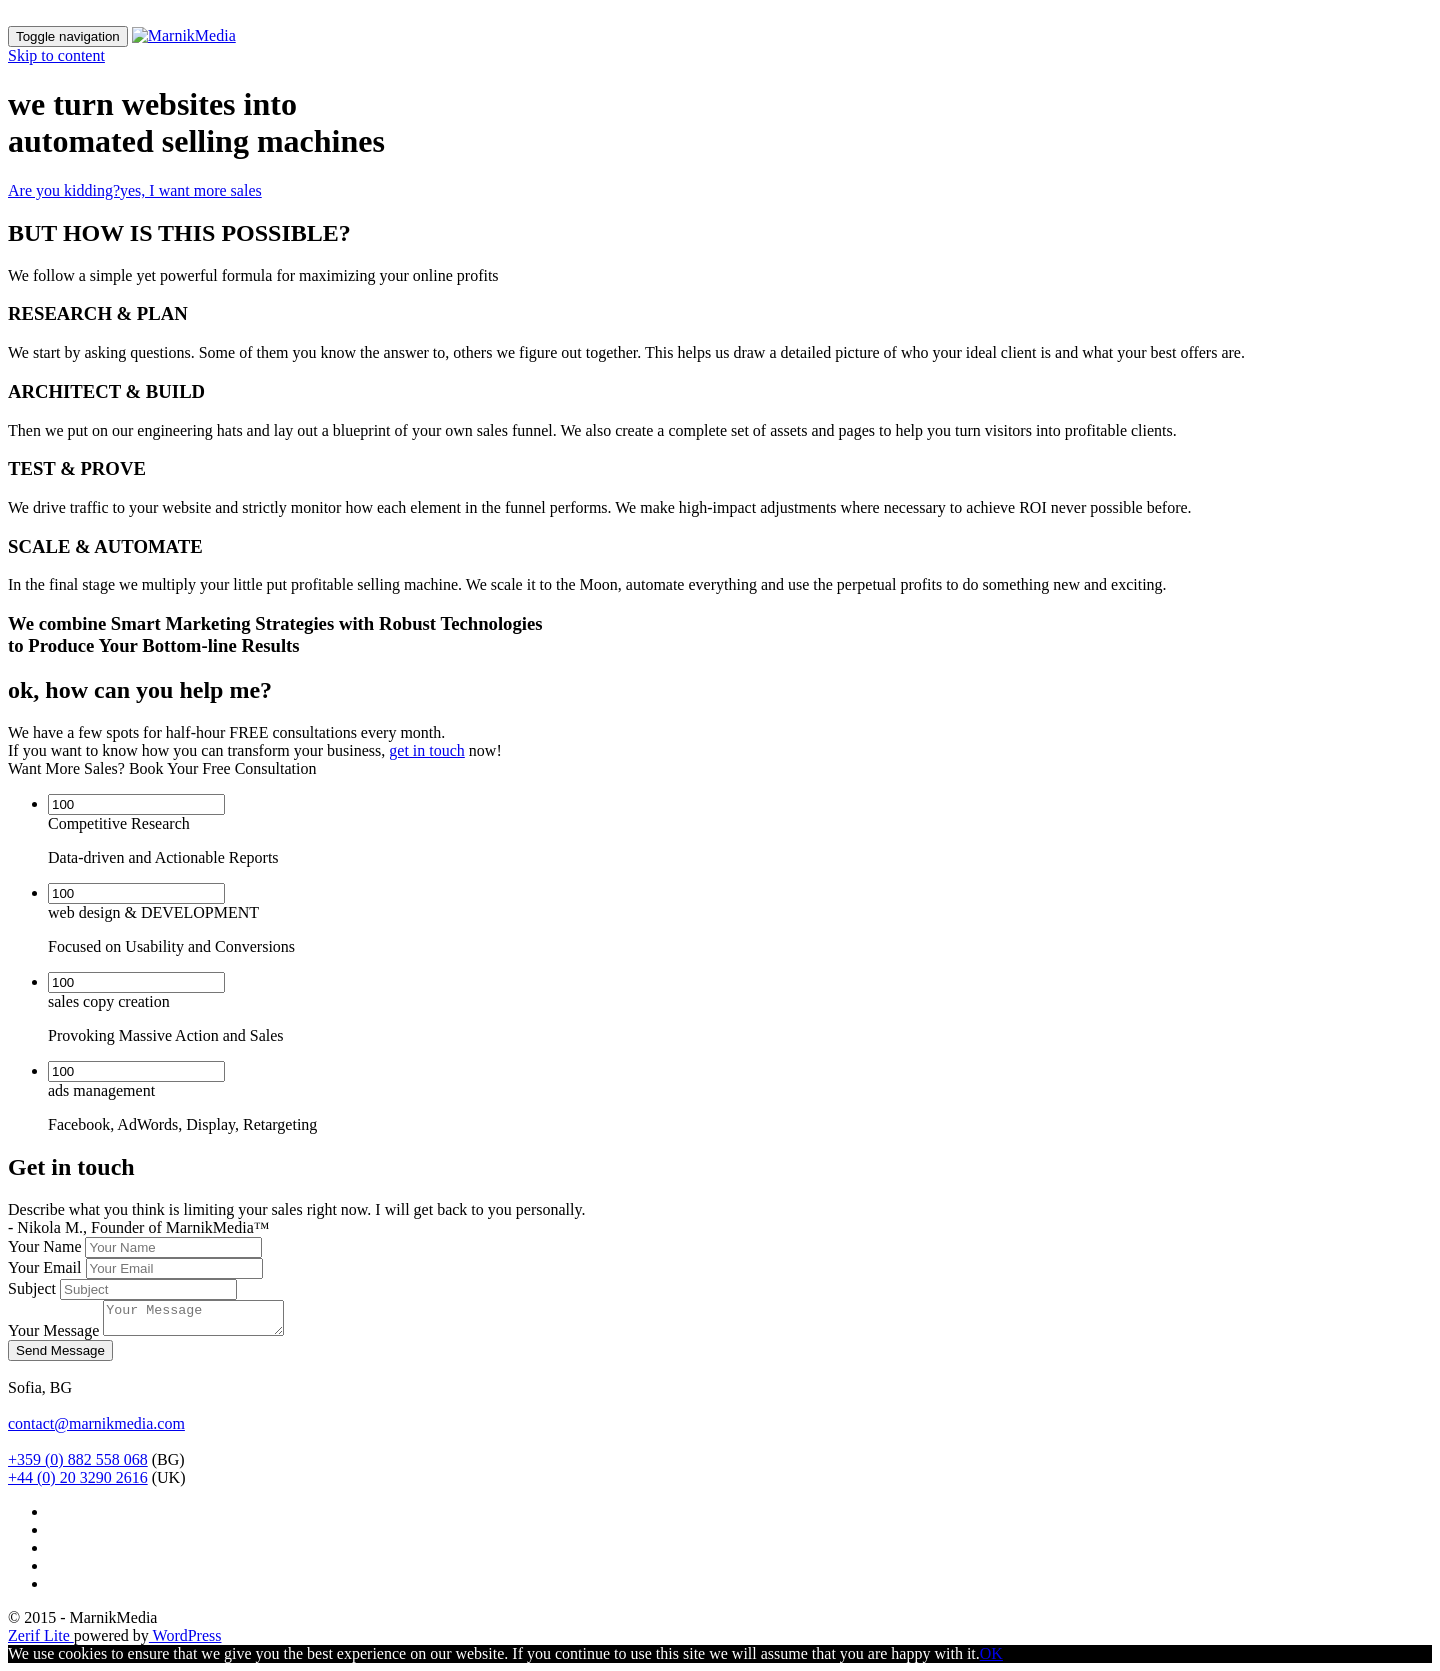 Toggle navigation MarnikMedia
Skip to content
we turn websites into
automated selling machines
Are you kidding?yes, I want more sales
BUT HOW IS THIS POSSIBLE?
We follow a simple yet powerful formula for maximizing your online profits
RESEARCH & PLAN
We start by asking questions. Some of them you know the answer to, others we figure out together. This helps us draw a detailed picture of who your ideal client is and what your best offers are.
ARCHITECT & BUILD
Then we put on our engineering hats and lay out a blueprint of your own sales funnel. We also create a complete set of assets and pages to help you turn visitors into profitable clients.
TEST & PROVE
We drive traffic to your website and strictly monitor how each element in the funnel performs. We make high-impact adjustments where necessary to achieve ROI never possible before.
SCALE & AUTOMATE
In the final stage we multiply your little put profitable selling machine. We scale it to the Moon, automate everything and use the perpetual profits to do something new and exciting.
We combine Smart Marketing Strategies with Robust Technologies
to Produce Your Bottom-line Results
ok, how can you help me?
We have a few spots for half-hour FREE consultations every month.
If you want to know how you can transform your business, get in touch now!
Want More Sales? Book Your Free Consultation
100
Competitive Research
Data-driven and Actionable Reports
100
web design & DEVELOPMENT
Focused on Usability and Conversions
100
sales copy creation
Provoking Massive Action and Sales
100
ads management
Facebook, AdWords, Display, Retargeting
Get in touch
Describe what you think is limiting your sales right now. I will get back to you personally.
- Nikola M., Founder of MarnikMedia™
Your Name Your Name
Your Email Your Email
Subject Subject
Your Message Your Message
Send Message
Sofia, BG
contact@marnikmedia.com
+359 (0) 882 558 068 (BG)
+44 (0) 20 3290 2616 (UK)
© 2015 - MarnikMedia
Zerif Lite powered by WordPress
We use cookies to ensure that we give you the best experience on our website. If you continue to use this site we will assume that you are happy with it.OK